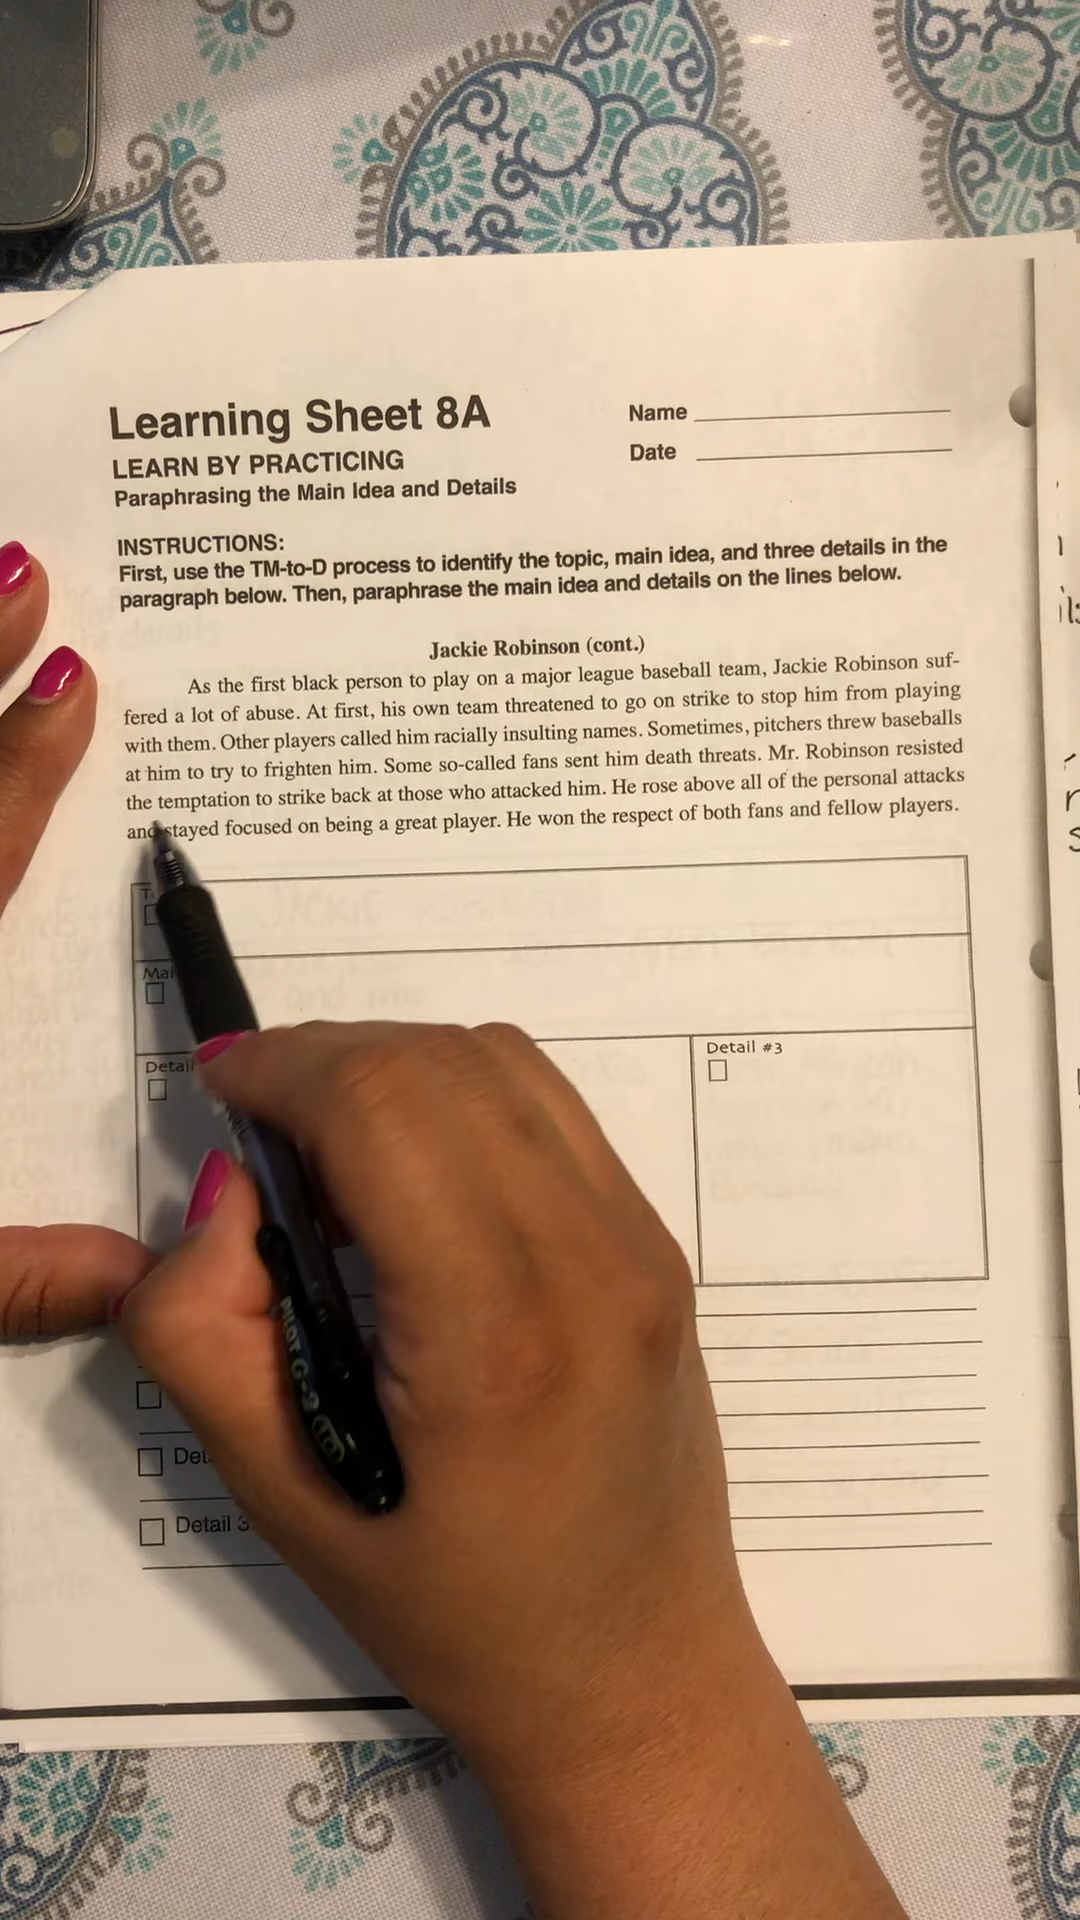 Learning Sheet 8A
Name
LEARN BY PRACTICING
Date
Paraphrasing the Main Idea and Details
INSTRUCTIONS:
First, use the TM-to-D process to identify the topic, main idea, and three details in the
paragraph below. Then, paraphrase the main idea and details on the lines below.
Jackie Robinson (cont.)
As the first black person to play on a major league baseball team, Jackie Robinson suf-
fered a lot of abuse. At first, his own team threatened to go on strike to stop him from playing
with them. Other players called him racially insulting names. Sometimes, pitchers threw baseballs
at him to try to frighten him. Some so-called fans sent him death threats. Mr. Robinson resisted
the temptation to strike back at those who attacked him. He rose above all of the personal attacks
and stayed focused on being a great player. He won the respect of both fans and fellow players.
Detail
Detail #3
Detail 3
PILOT G-2